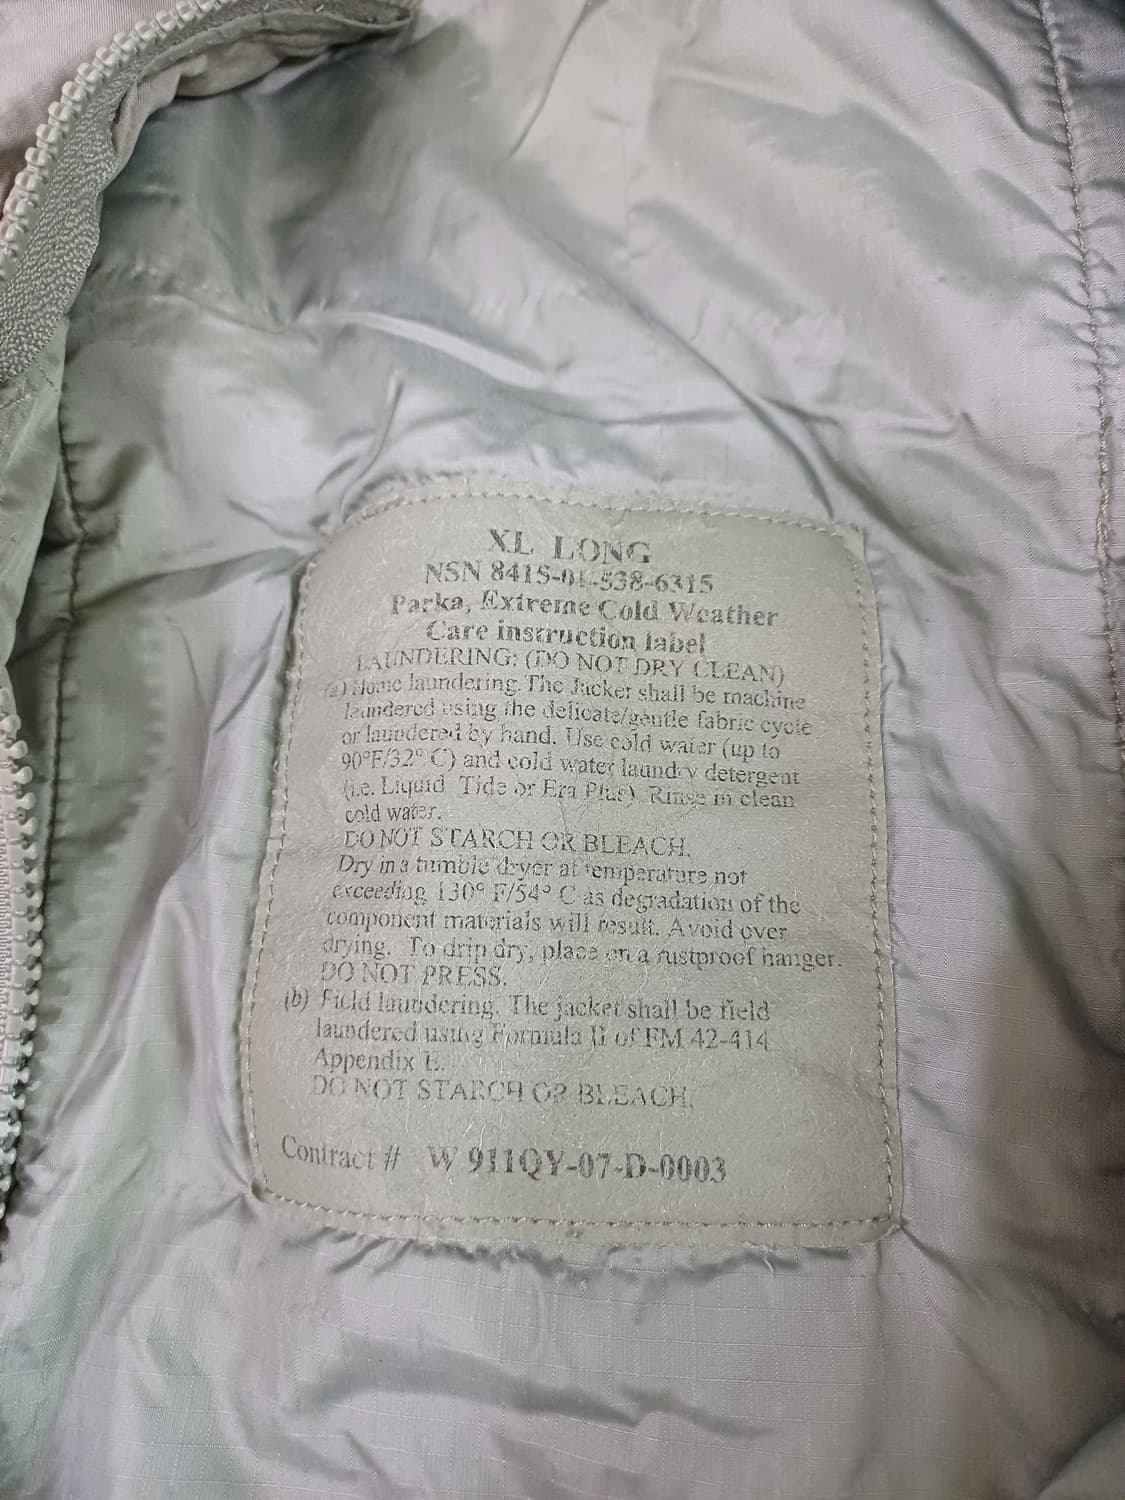 XL LONG
NSN 8415-01-538-6315
Parka, Extreme Cold Weather
Care instruction label
LAUNDERING: (DO NOT DRY CLEAN)
(a) Home laundering. The Jacket shall be machine
laundered using the delicate/gentle fabric cycle
or laundered by hand. Use cold water (up to
90°F/32° C) and cold water laundry detergent
(i.e. Liquid Tide or Era Plus). Rinse in clean
cold water.
DO NOT STARCH OR BLEACH.
Dry in a tumble dryer at temperature not
exceeding 130° F/54° C as degradation of the
component materials will result. Avoid over
drying. To drip dry, place on a rustproof hanger.
DO NOT PRESS.
(b) Field laundering. The jacket shall be field
laundered using Formula II of FM 42-414
Appendix E.
DO NOT STARCH OR BLEACH.
Contract # W 911QY-07-D-0003